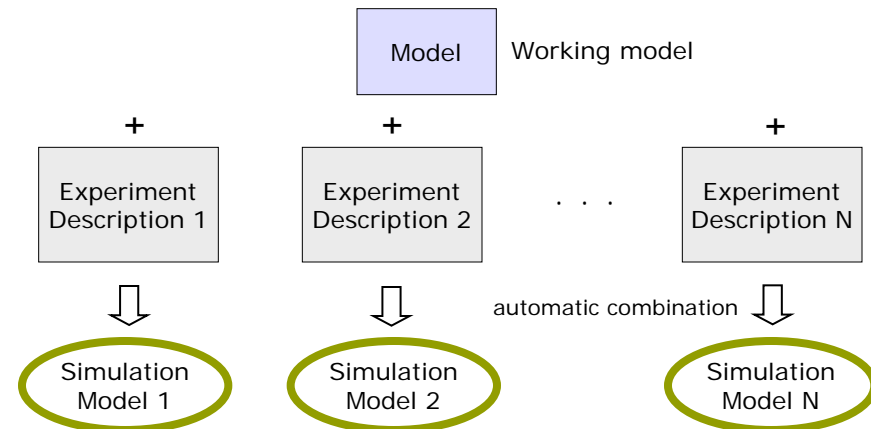 Model
Working model
+ + +
Experiment
Description 1
Experiment
Description 2
. . .
Experiment
Description N
automatic combination
Simulation
Model 1
Simulation
Model 2
Simulation
Model N